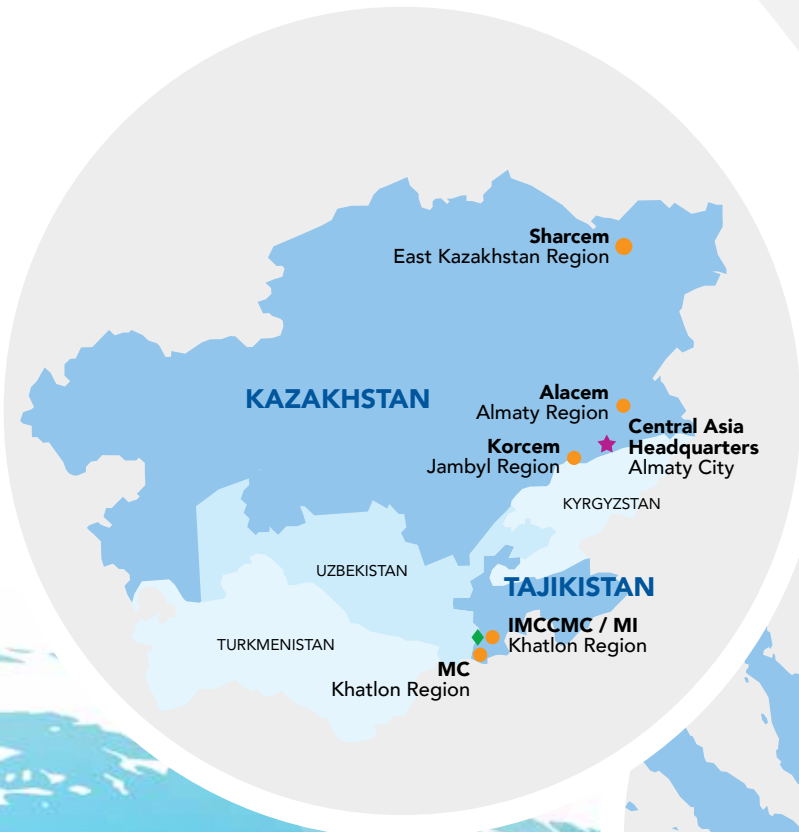 Sharcem
East Kazakhstan Region
KAZAKHSTAN
Alacem
Almaty Region
Central Asia
Headquarters
Almaty City
Korcem
Jambyl Region
KYRGYZSTAN
UZBEKISTAN
TAJIKISTAN
IMCCMC / MI
Khatlon Region
TURKMENISTAN
MC
Khatlon Region